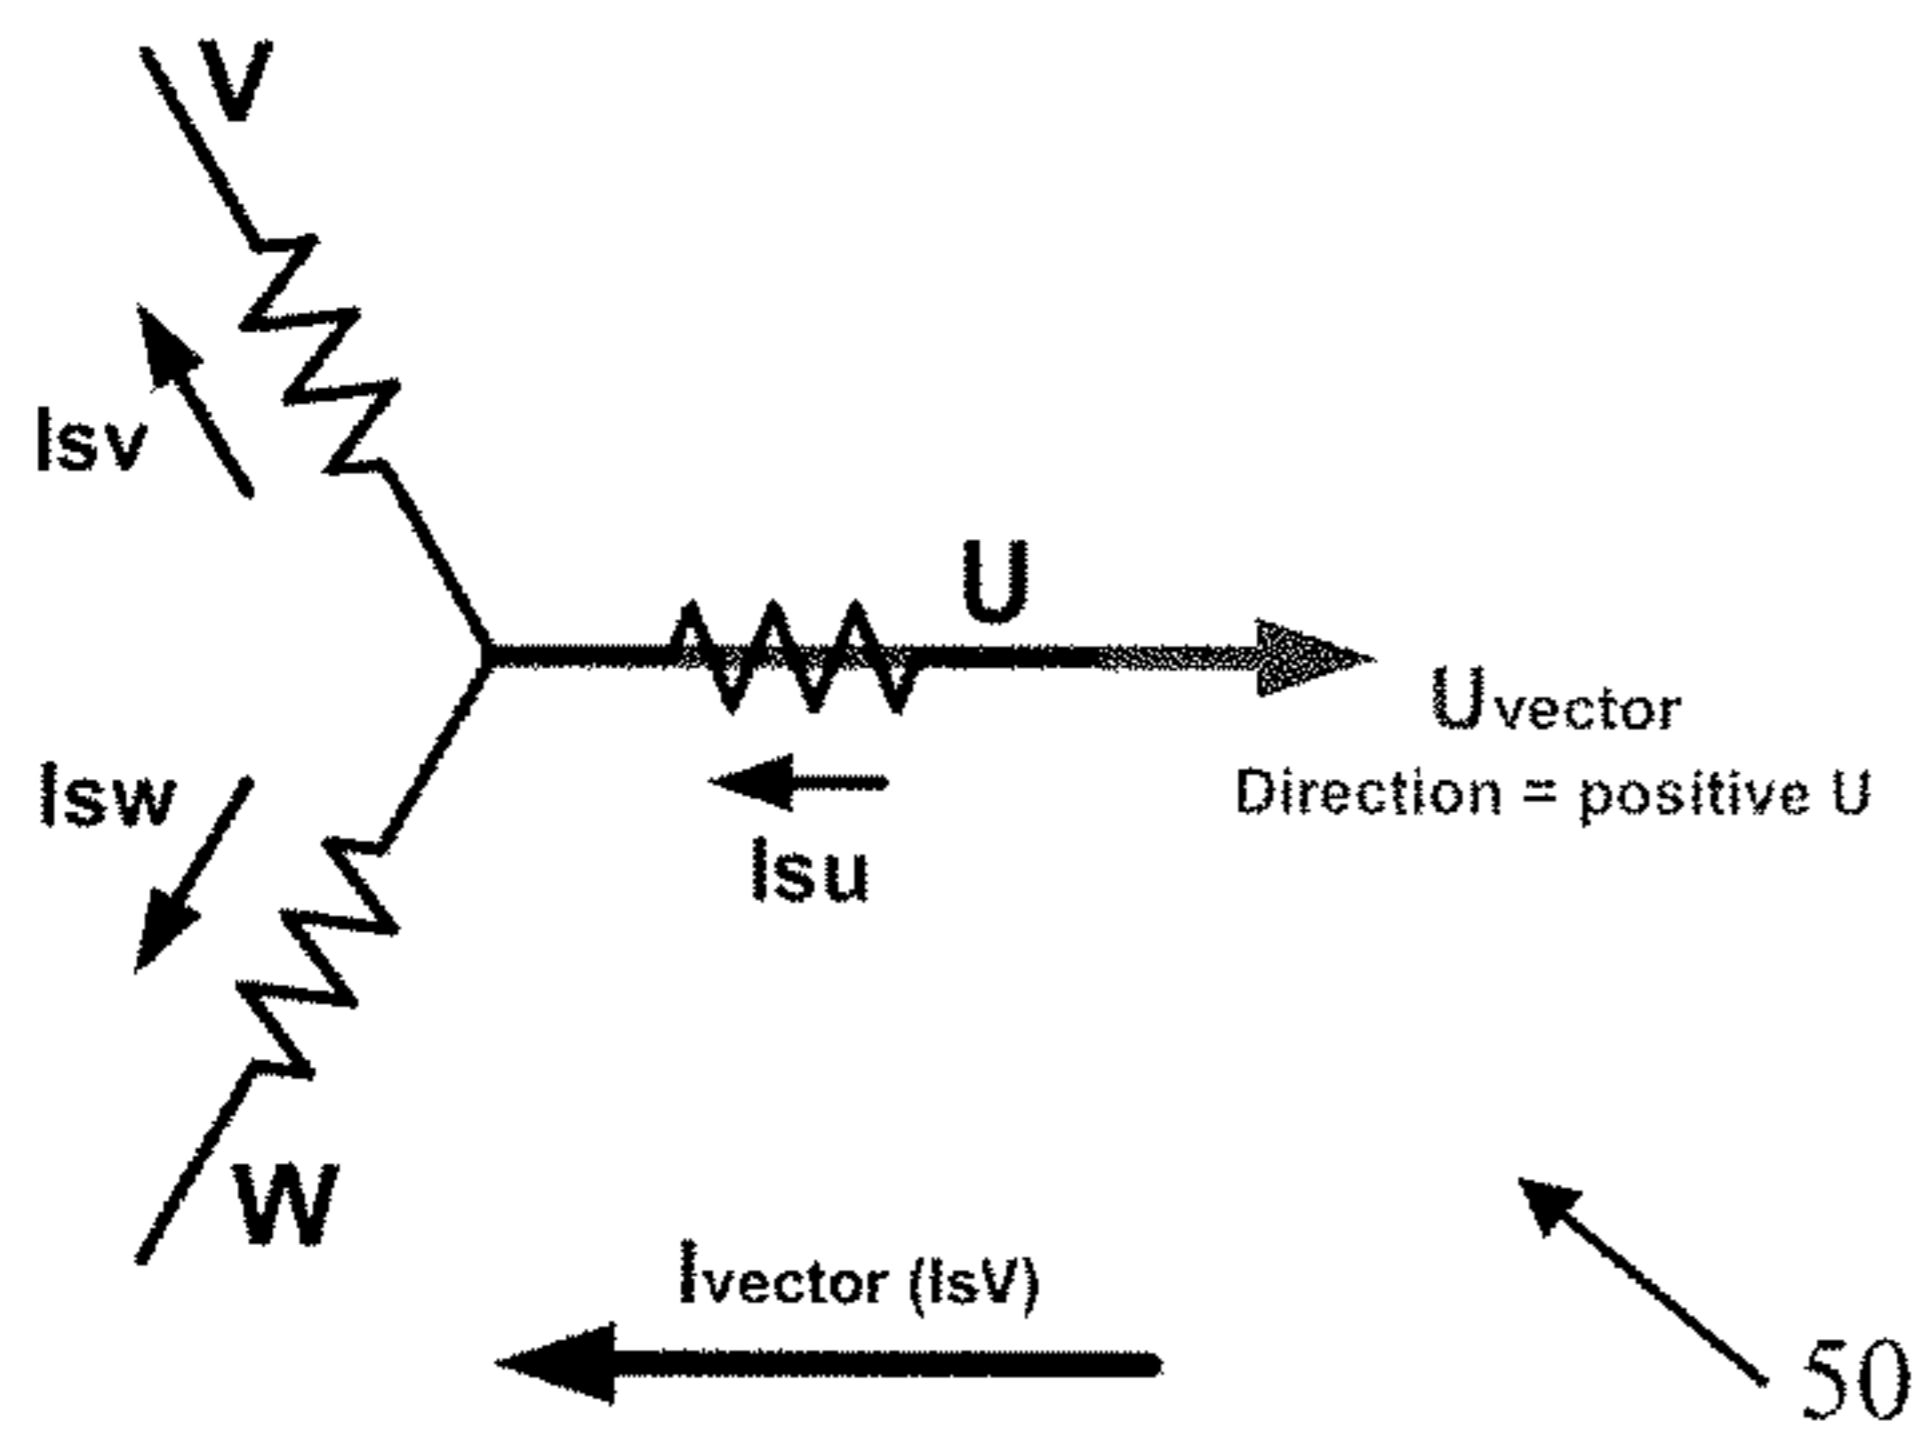 V
Isv
U
Uvector
Direction = positive U
Isw
Isu
W
Ivector (IsV)
50